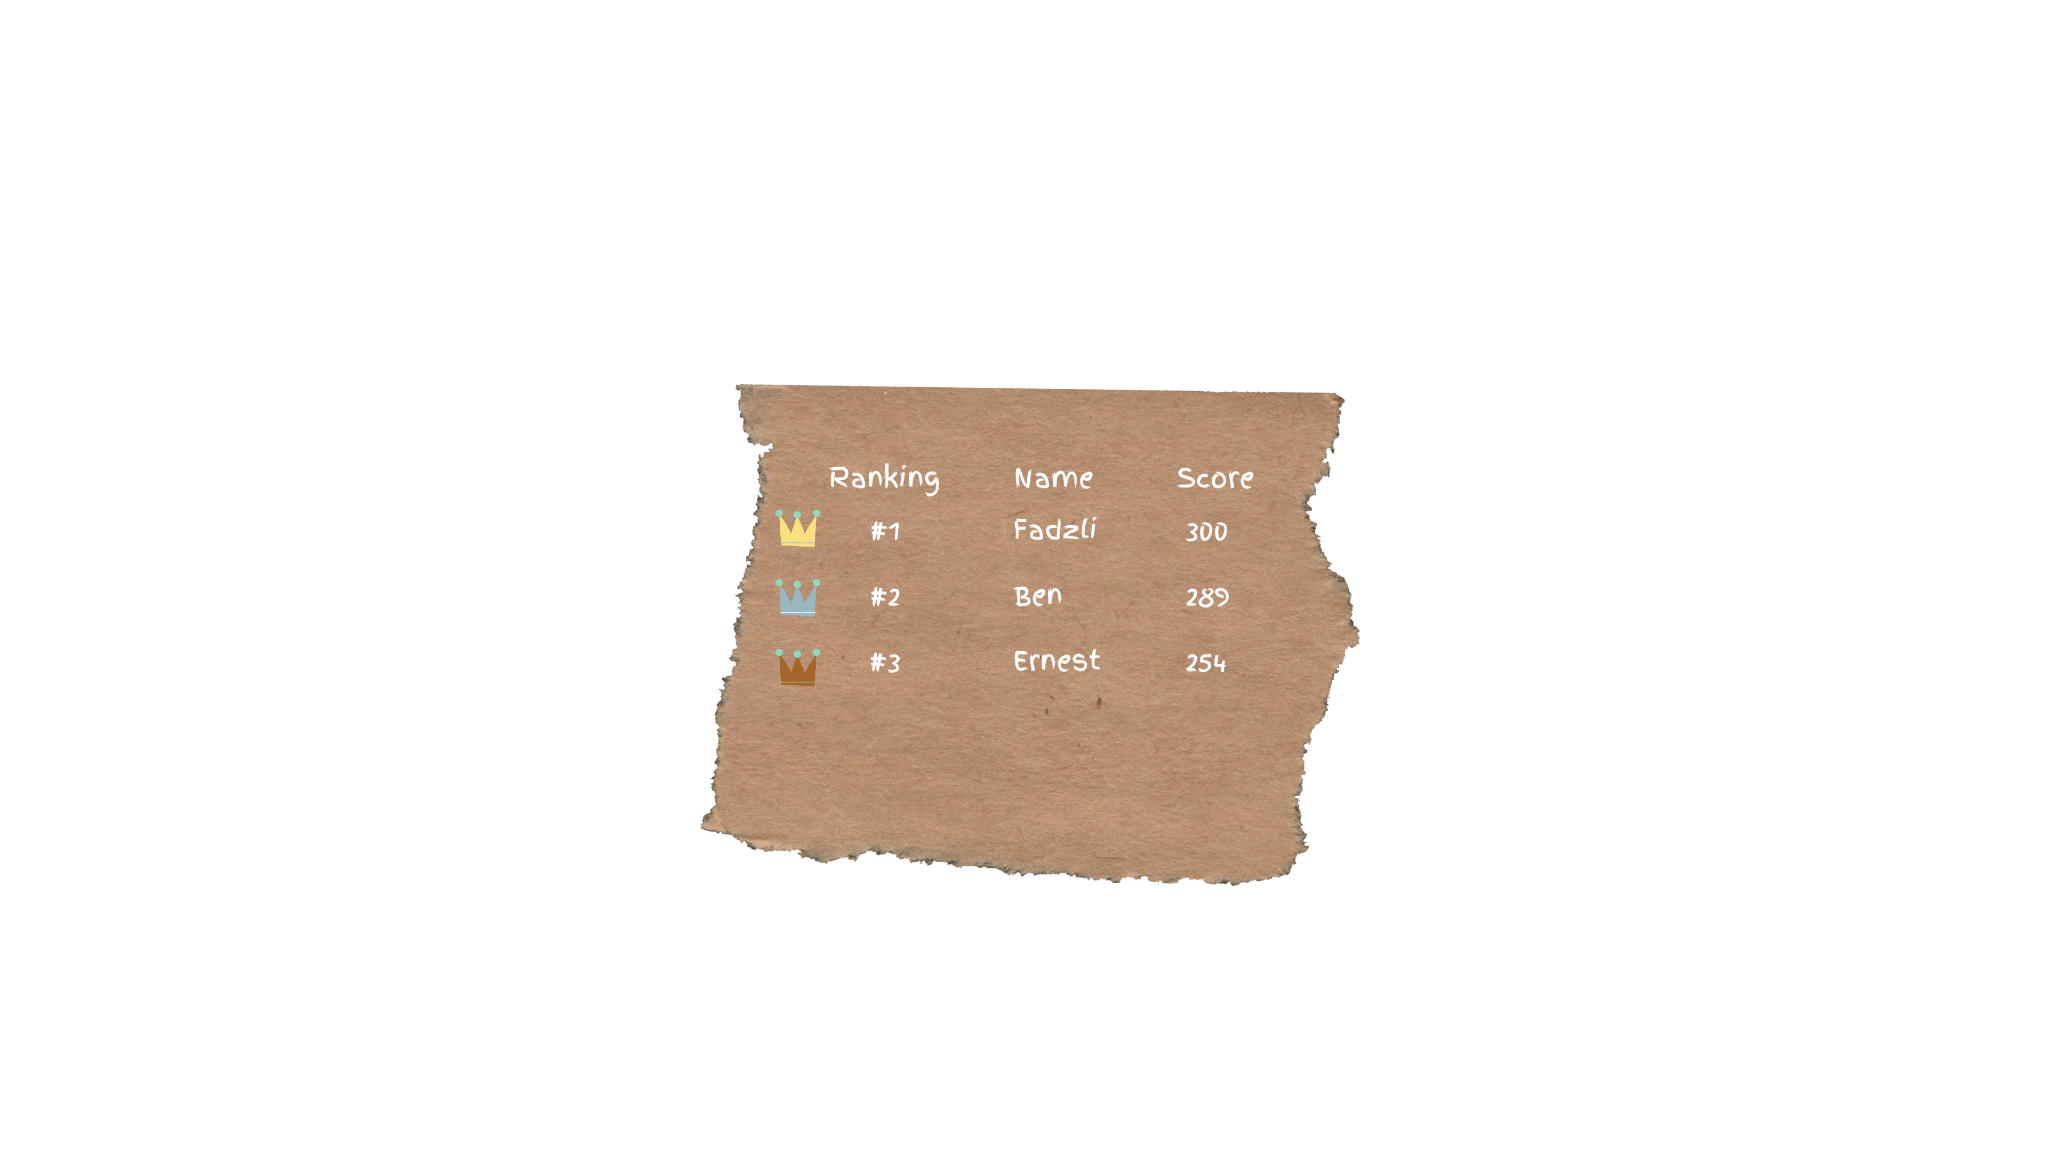 Ranking Name Score
#1 Fadzli 300
#2 Ben 289
#3 Ernest 254